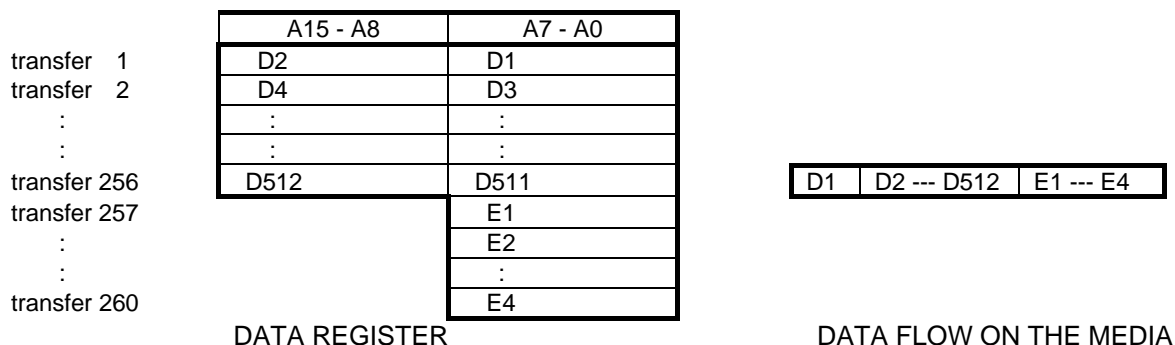 A15 - A8 A7 - A0
transfer 1 D2 D1
transfer 2 D4 D3
: : :
: : :
transfer 256 D512 D511 D1 D2 --- D512 E1 --- E4
transfer 257 E1
: E2
: :
transfer 260 E4
DATA REGISTER DATA FLOW ON THE MEDIA